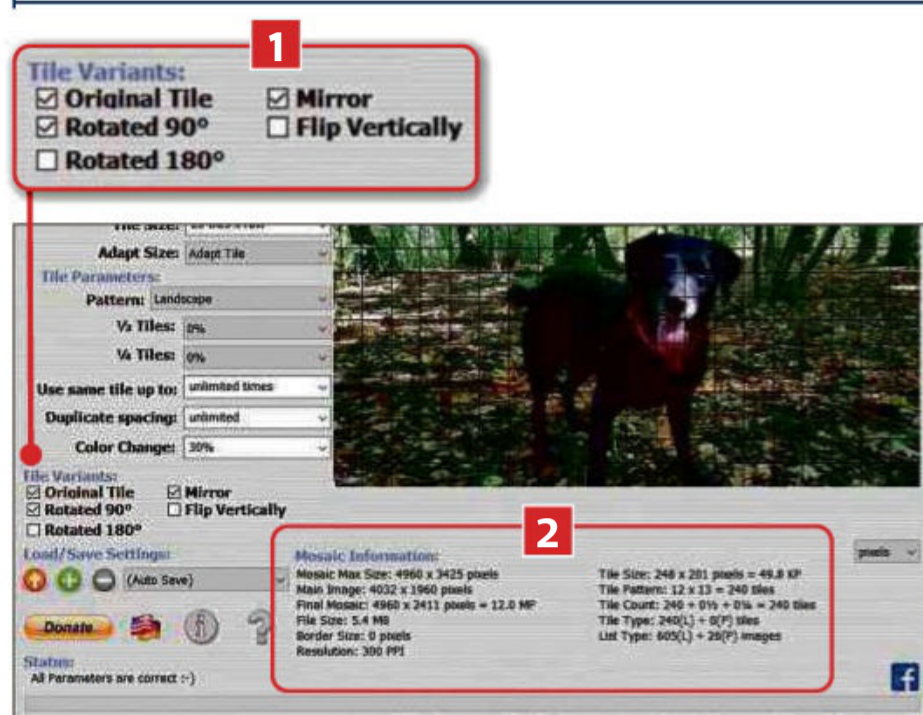 1
Tile Variants:
Original Tile Mirror
Rotated 90° Flip Vertically
Rotated 180°
Tile Size:
Adapt Size: Adapt Tile
Tile Parameters:
Pattern: Landscape
½ Tiles: 0%
¼ Tiles: 0%
Use same tile up to: unlimited times
Duplicate spacing: unlimited
Color Change: 30%
Tile Variants:
Original Tile Mirror
Rotated 90° Flip Vertically
Rotated 180°
Load/Save Settings:
(Auto Save)
Donate
Status:
All Parameters are correct :-)
2
Mosaic Information:
Mosaic Max Size: 4960 x 3425 pixels
Main Image: 4032 x 1960 pixels
Final Mosaic: 4960 x 2411 pixels = 12.0 MP
File Size: 5.4 MB
Border Size: 0 pixels
Resolution: 300 PPI
Tile Size: 248 x 201 pixels = 49.8 KP
Tile Pattern: = 240 tiles
Tile Count: 240 + 0½ + 0¼ = 240 tiles
Tile Type: 240(L) + 0(P) tiles
List Type: 605(L) + images
pixels
f